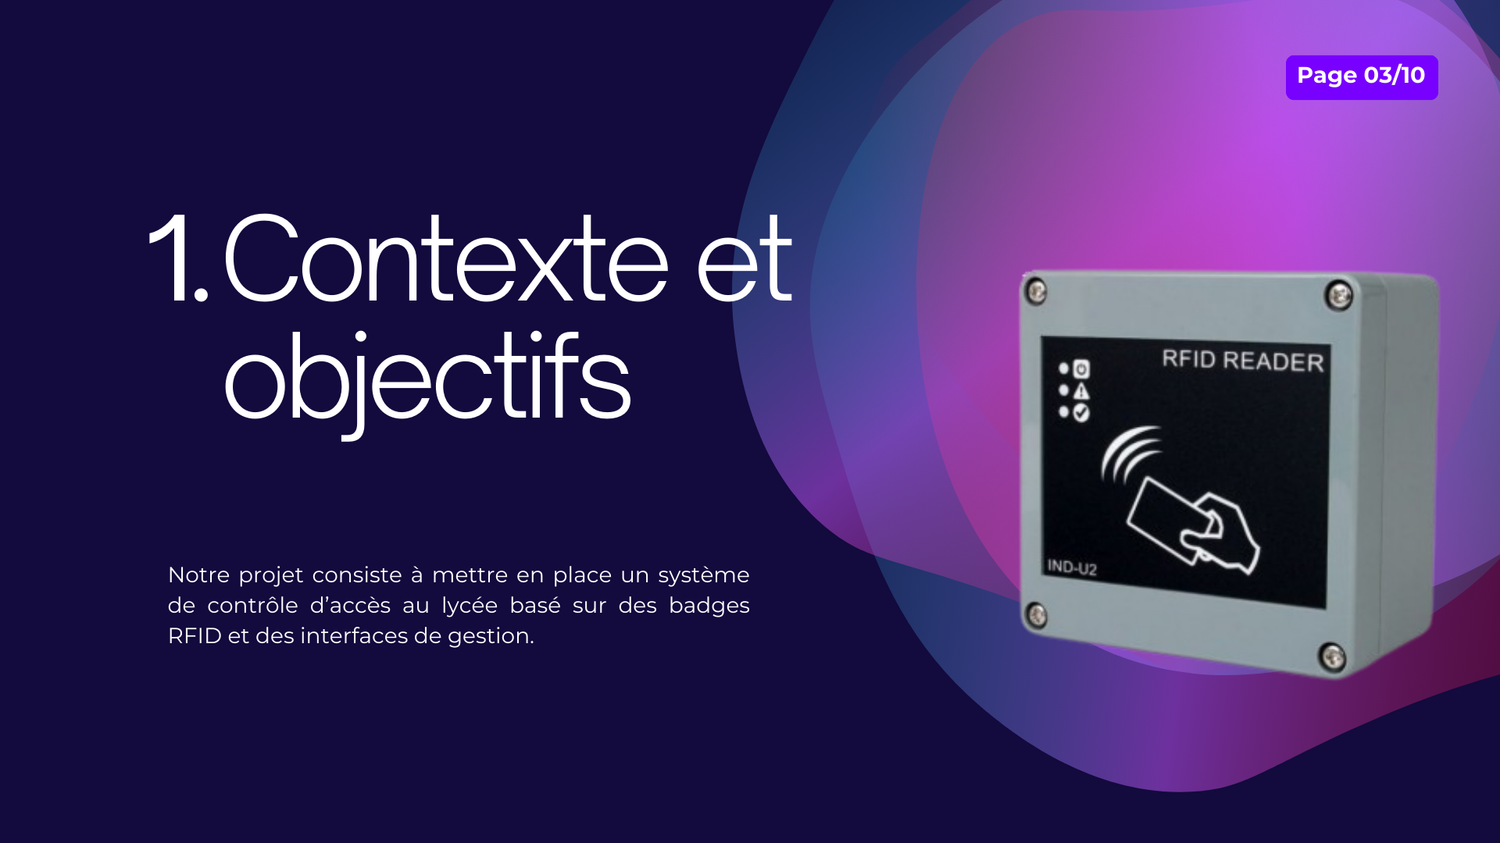 Page 03/10
1. Contexte et
objectifs
Notre projet consiste à mettre en place un système
de contrôle d’accès au lycée basé sur des badges
RFID et des interfaces de gestion.
RFID READER
IND-U2